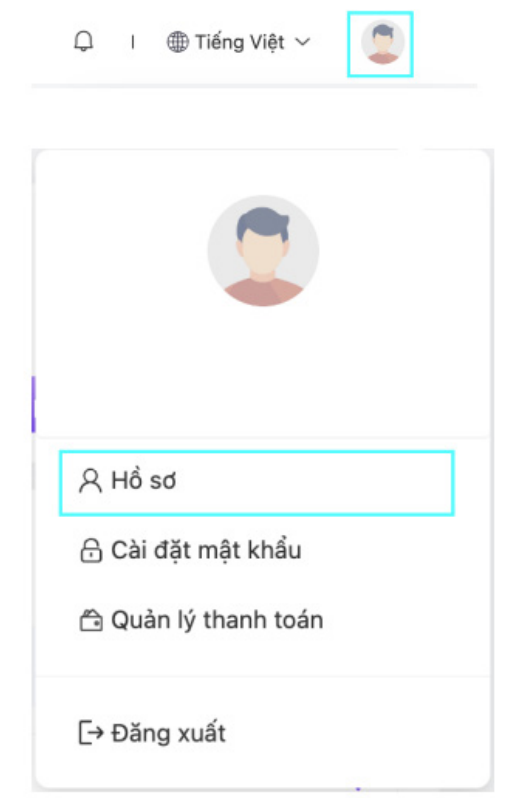 Tiếng Việt
Hồ sơ
Cài đặt mật khẩu
Quản lý thanh toán
Đăng xuất